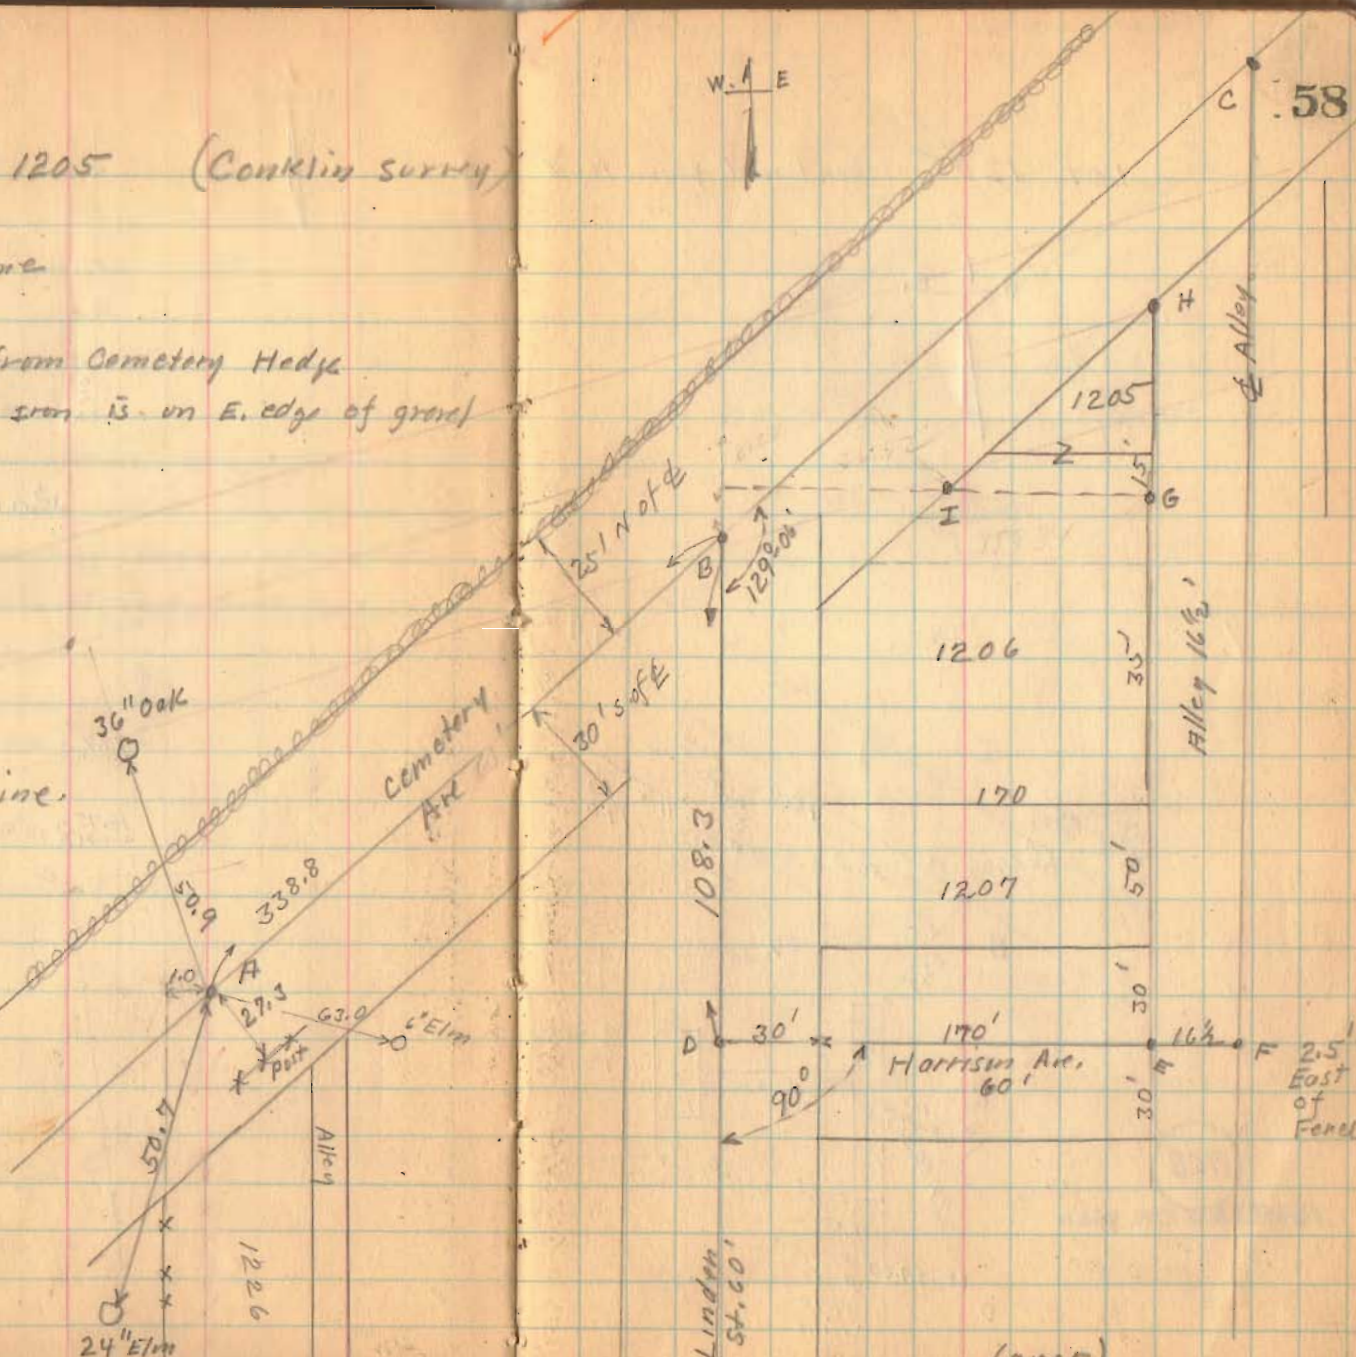 1205 (Conklin survey)
from Cemetery Hedge
iron is on E. edge of gravel
36" Oak
50.9
338.8
Cemetery
Ave
1.0
A
27.3
63.0
6" Elm
Post
50.7
Alley
1226
24" Elm
58
W. E
C
H
℄ Alley
1205
Z
15'
G
I
25' N of ℄
B
129°-06'
30' S of ℄
1206
35'
Alley 16½'
170
108.3
1207
50'
30'
D
30'
170'
Harrison Ave.
60'
90°
E
16½
F
2.5'
East
of
30'
Linden
St. 60'